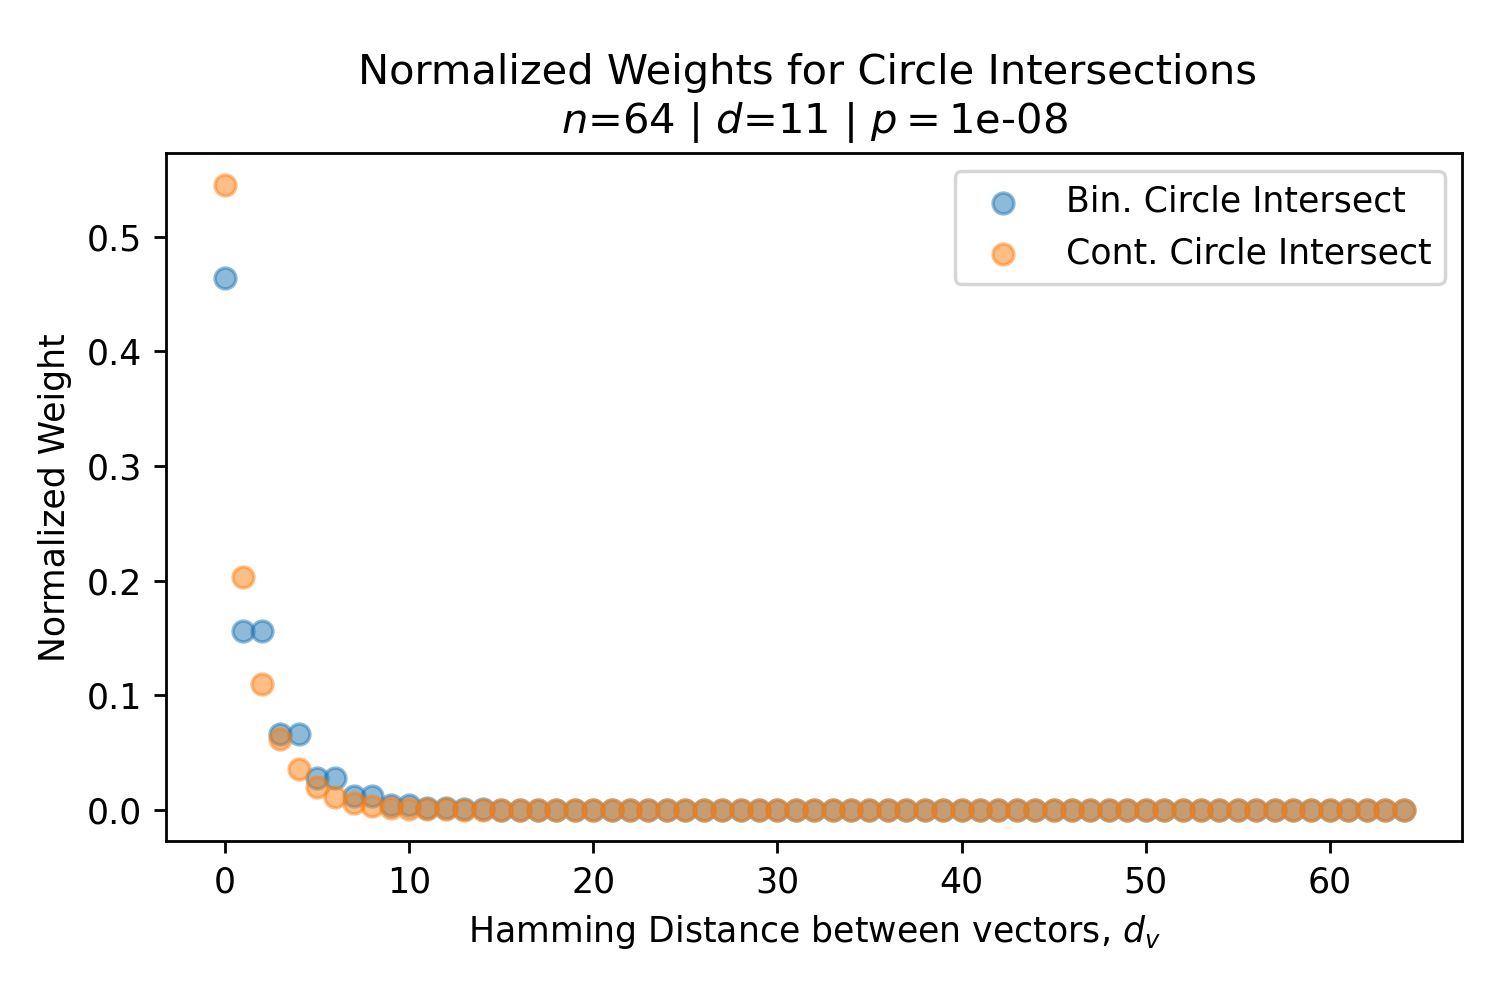 Normalized Weights for Circle Intersections
n=64 | d=11 | p = 1e-08
Bin. Circle Intersect
Cont. Circle Intersect
Normalized Weight
0.5
0.4
0.3
0.2
0.1
0.0
0 10 20 30 40 50 60
Hamming Distance between vectors, d_v